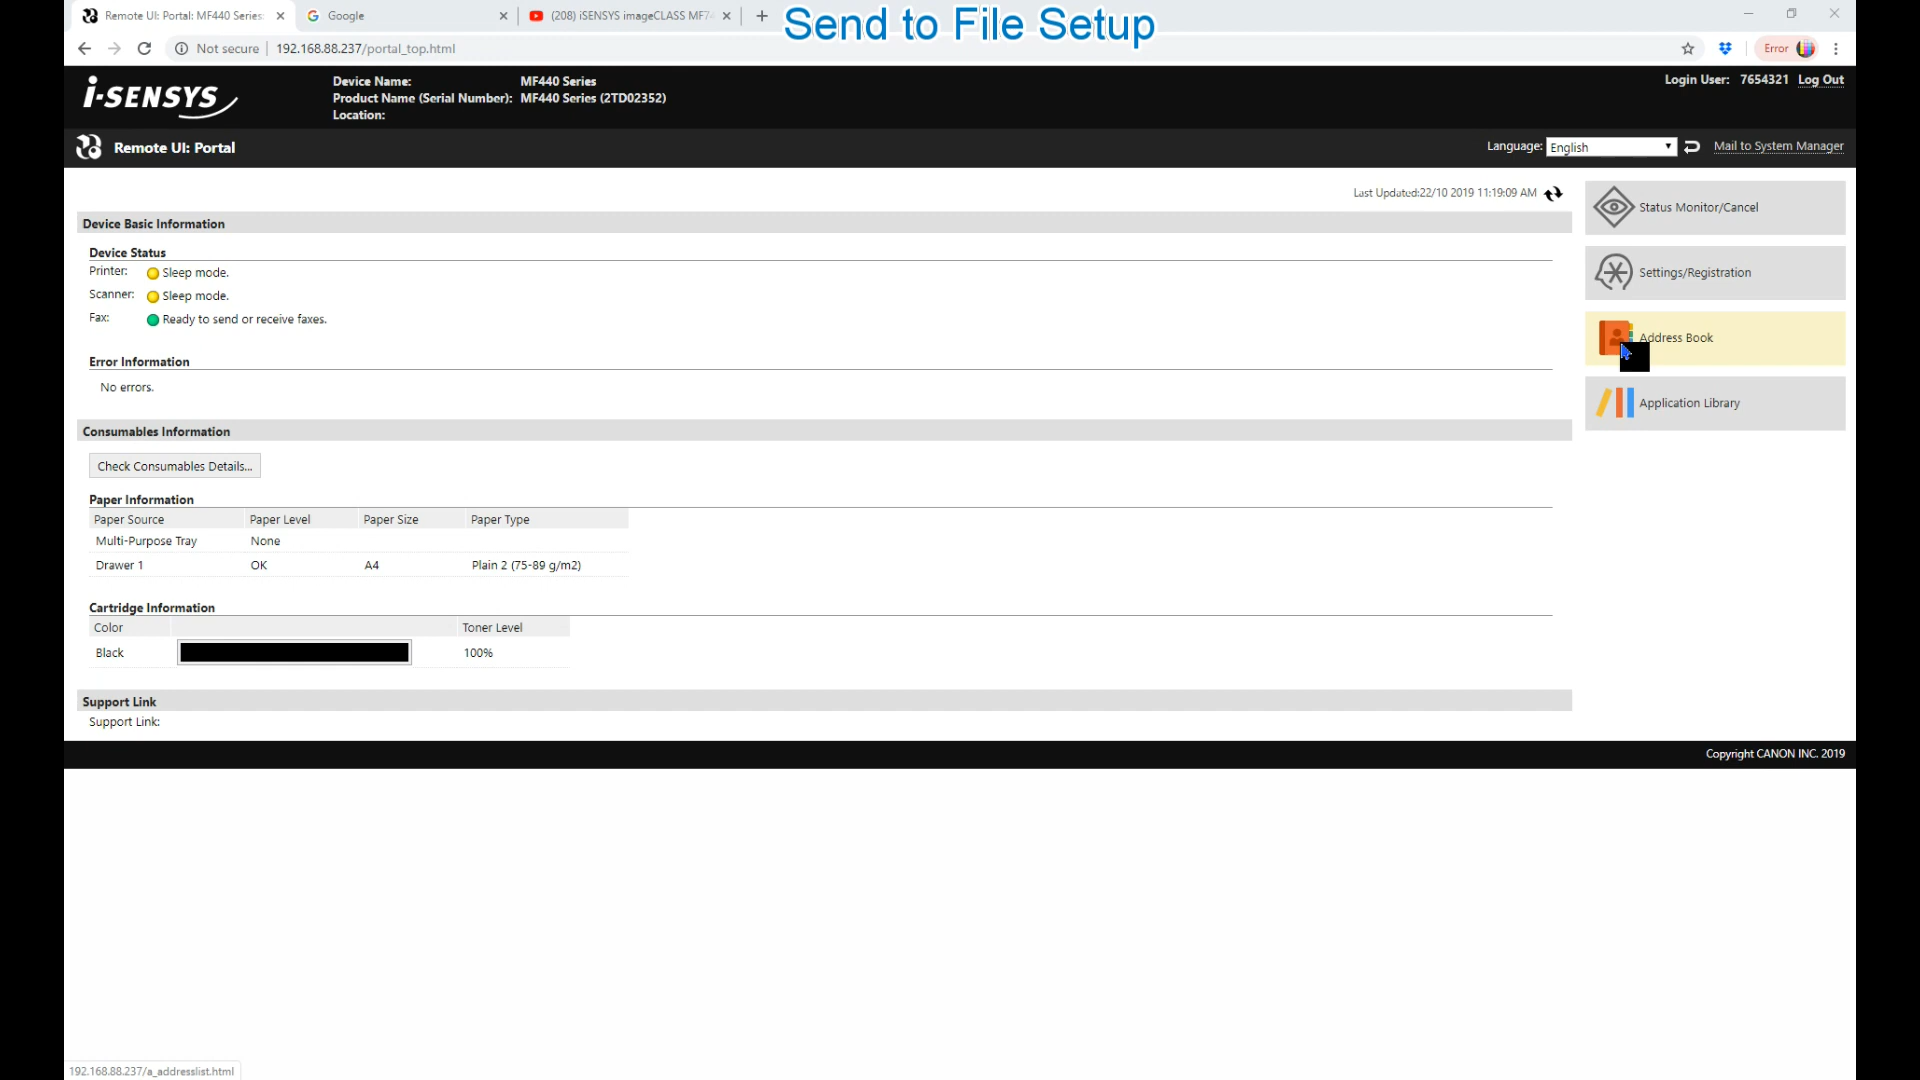 Remote UI: Portal: MF440 Series:
Google
(208) iSENSYS imageCLASS MF74
Send to File Setup
Not secure
192.168.88.237/portal_top.html
Error
i-SENSYS
Device Name: MF440 Series
Product Name (Serial Number): MF440 Series (2TD02352)
Location:
Login User: 7654321 Log Out
Remote UI: Portal
Language: English
Mail to System Manager
Last Updated:22/10 2019 11:19:09 AM
Status Monitor/Cancel
Settings/Registration
Address Book
Application Library
Device Basic Information
Device Status
Printer: Sleep mode.
Scanner: Sleep mode.
Fax: Ready to send or receive faxes.
Error Information
No errors.
Consumables Information
Check Consumables Details...
Paper Information
Paper Source Paper Level Paper Size Paper Type
Multi-Purpose Tray None
Drawer 1 OK A4 Plain 2 (75-89 g/m2)
Cartridge Information
Color Toner Level
Black 100%
Support Link
Support Link:
Copyright CANON INC. 2019
192.168.88.237/a_addresslist.html